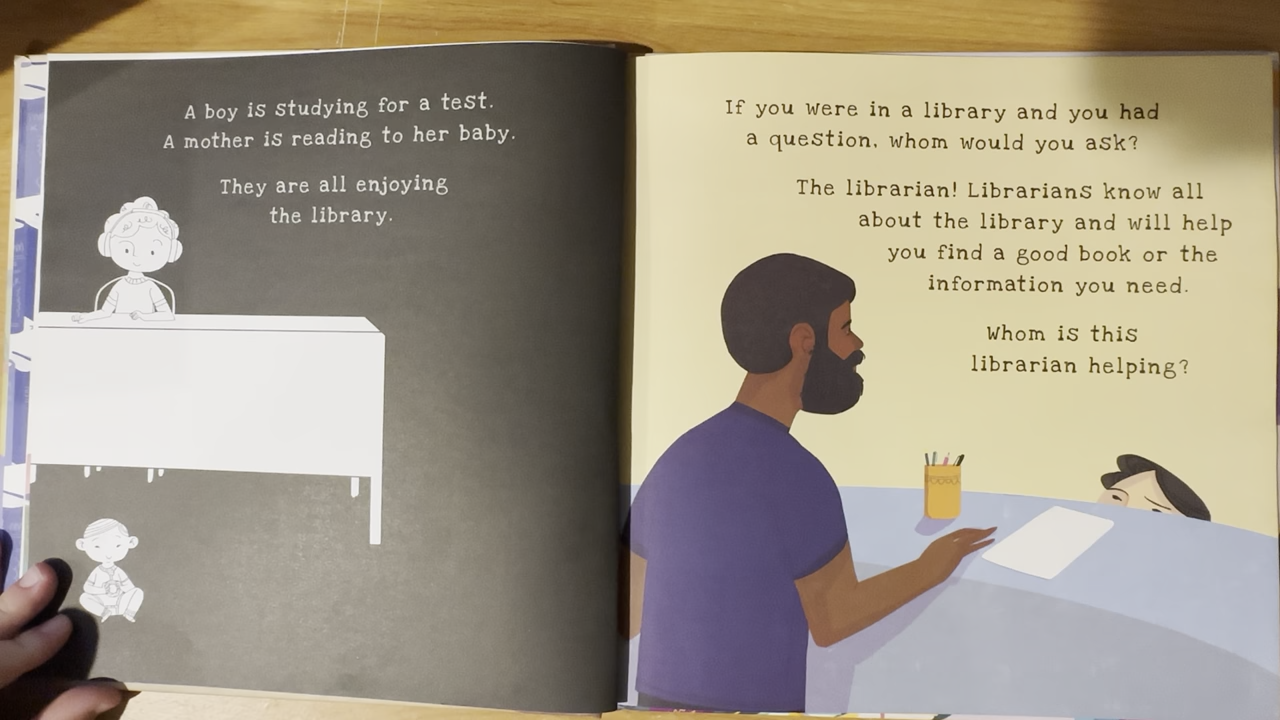 A boy is studying for a test.
A mother is reading to her baby.
They are all enjoying
the library.
If you were in a library and you had
a question, whom would you ask?
The librarian! Librarians know all
about the library and will help
you find a good book or the
information you need.
Whom is this
librarian helping?